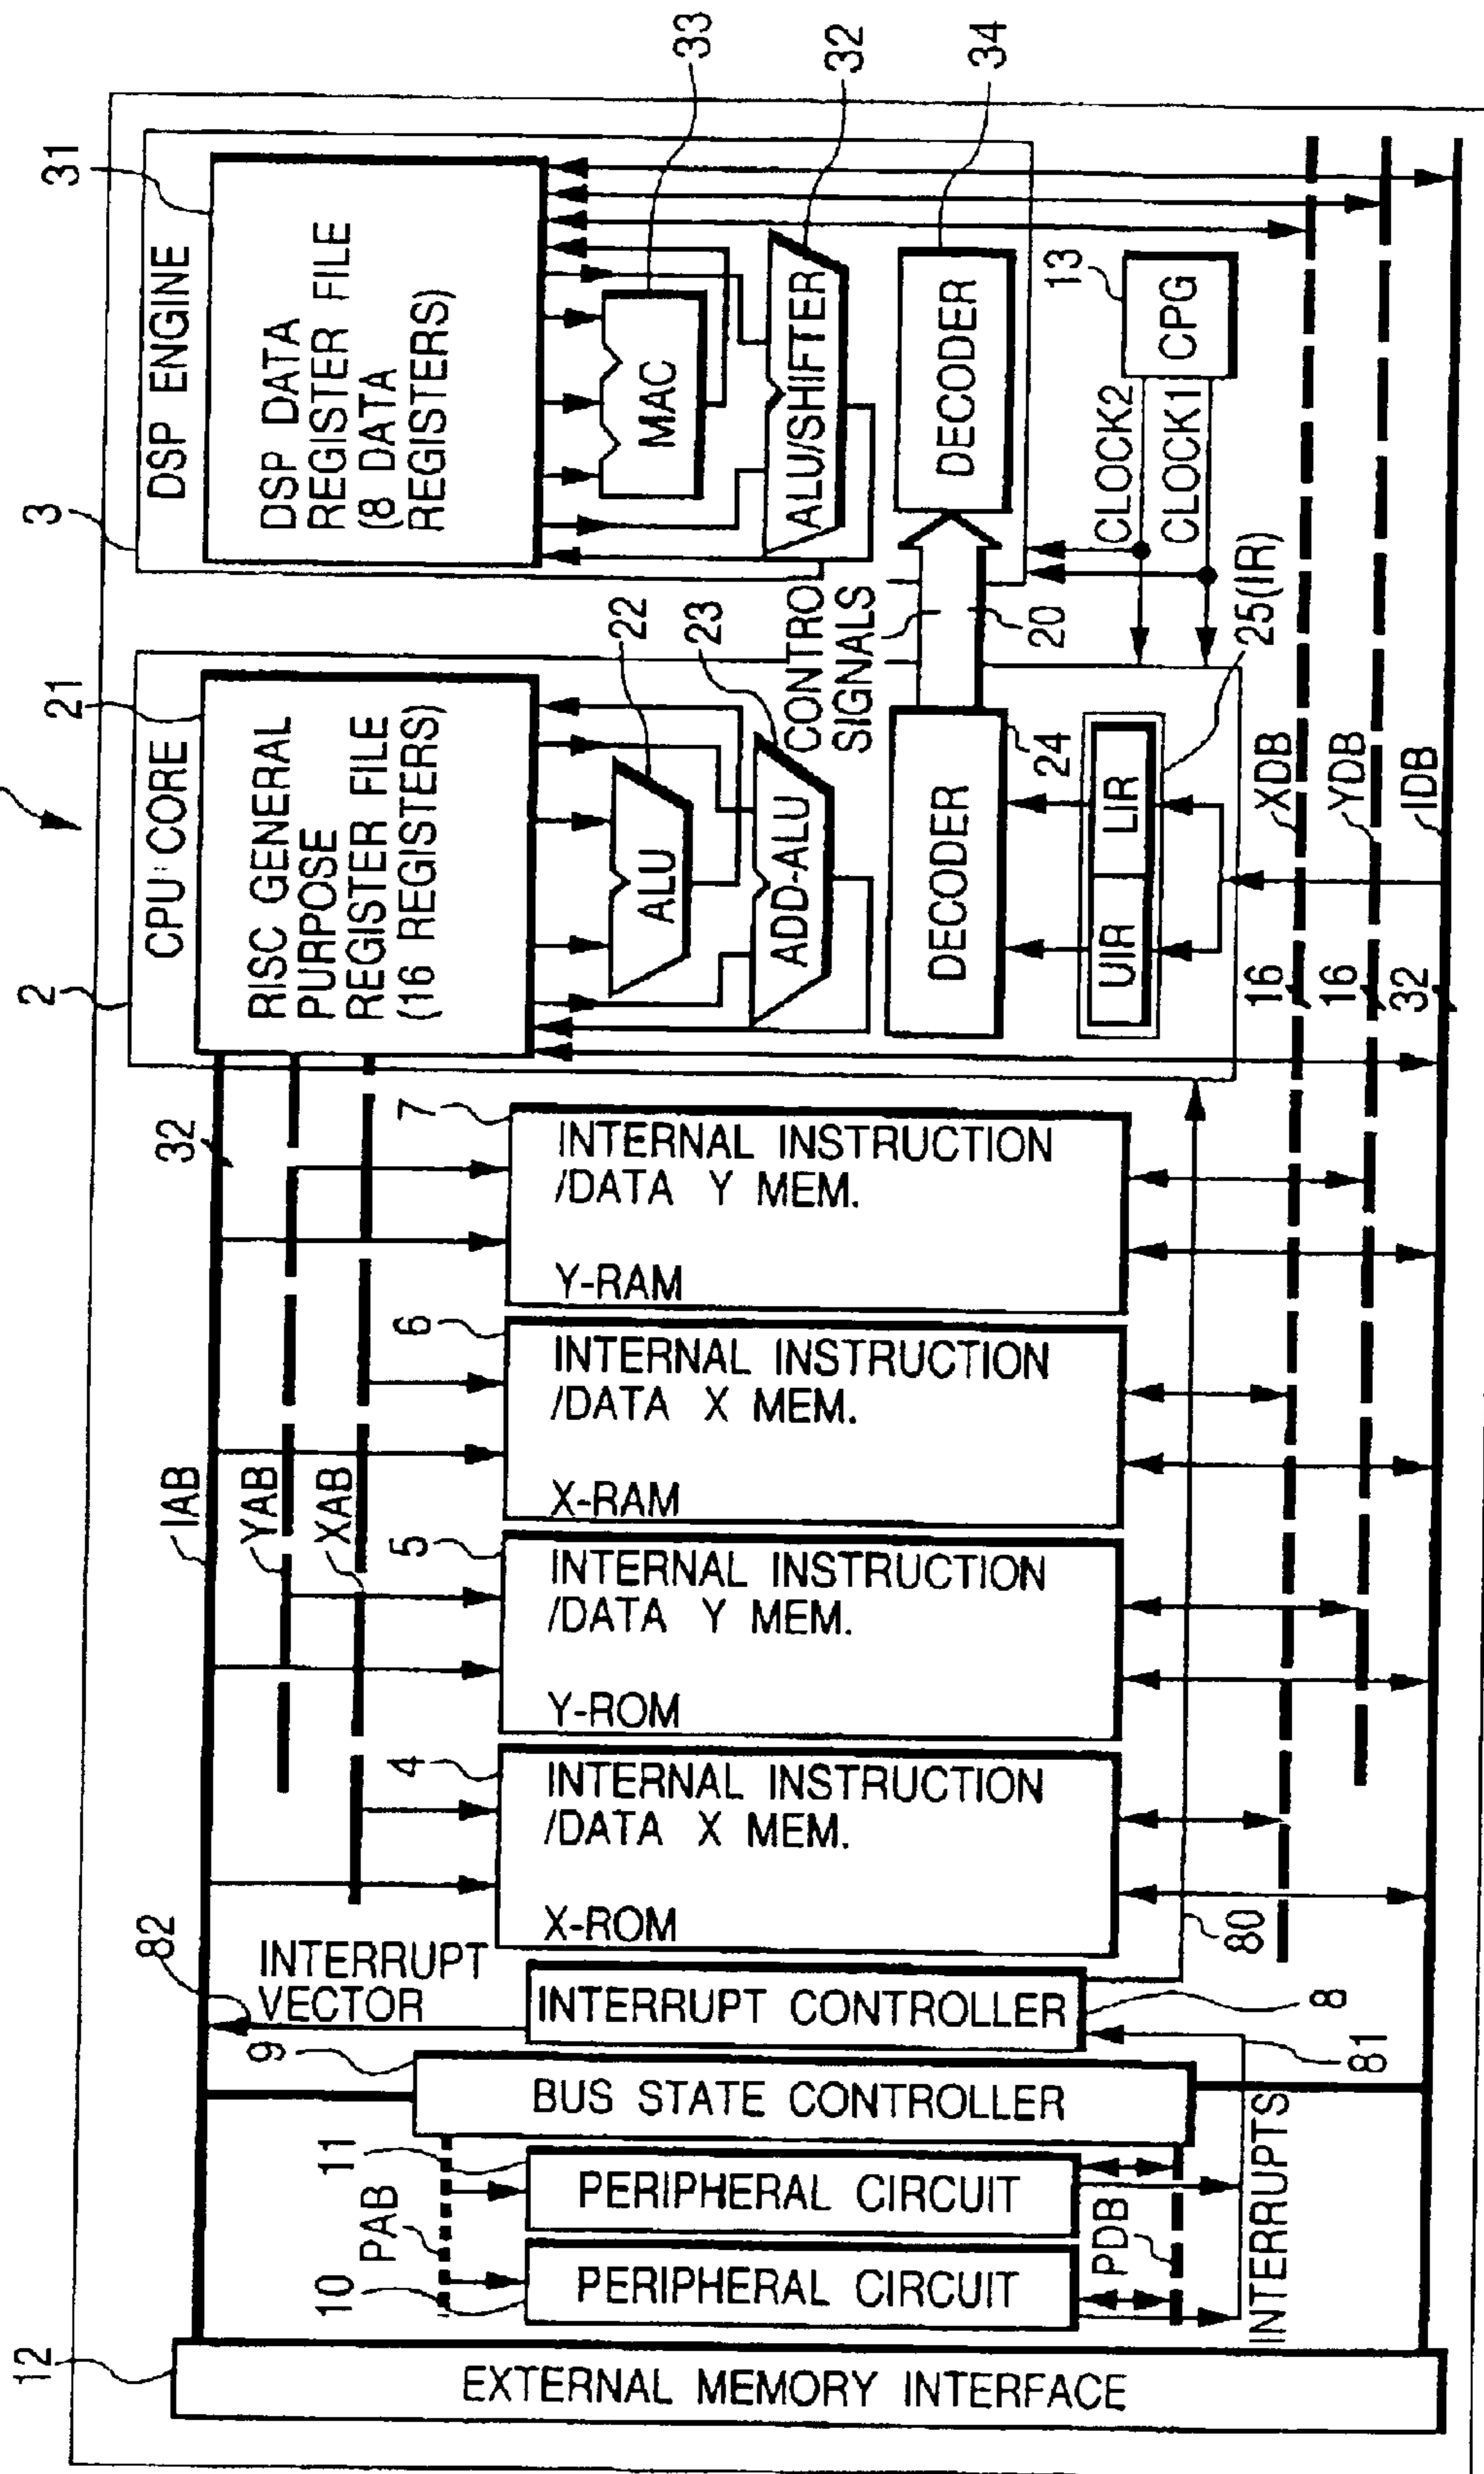 12
EXTERNAL MEMORY INTERFACE
10
PERIPHERAL CIRCUIT
11
PERIPHERAL CIRCUIT
PAB
PDB
INTERRUPTS
9
BUS STATE CONTROLLER
81
82
INTERRUPT
VECTOR
INTERRUPT CONTROLLER
8
80
IAB
YAB
XAB
32
4
INTERNAL INSTRUCTION
/DATA X MEM.
X-ROM
5
INTERNAL INSTRUCTION
/DATA Y MEM.
Y-ROM
6
INTERNAL INSTRUCTION
/DATA X MEM.
X-RAM
7
INTERNAL INSTRUCTION
/DATA Y MEM.
Y-RAM
2
CPU CORE
21
RISC GENERAL
PURPOSE
REGISTER FILE
(16 REGISTERS)
ALU
22
ADD-ALU
23
CONTRO
SIGNALS
DECODER
24
20
UIR
LIR
25(IR)
16
XDB
16
YDB
32
IDB
3
DSP ENGINE
31
DSP DATA
REGISTER FILE
(8 DATA
REGISTERS)
MAC
33
ALU/SHIFTER
32
DECODER
34
CLOCK2
CLOCK1
13
CPG